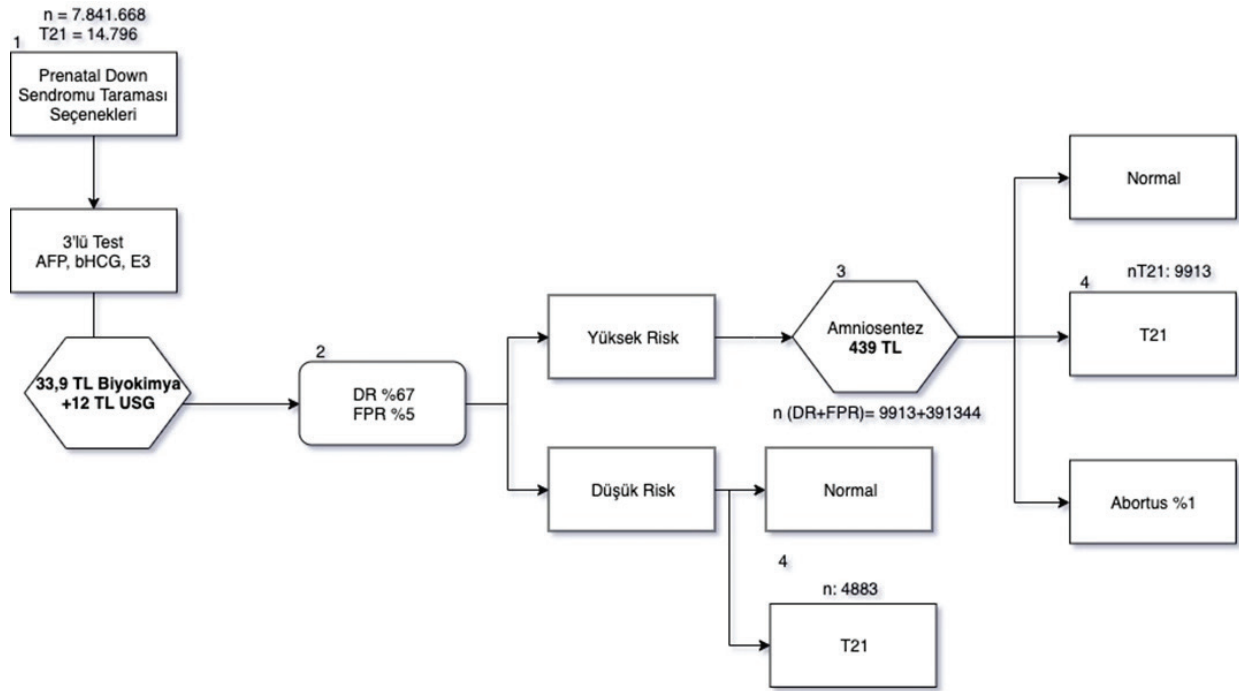 n = 7.841.668
T21 = 14.796
1
Prenatal Down
Sendromu Taraması
Seçenekleri
3'lü Test
AFP, bHCG, E3
33,9 TL Biyokimya
+12 TL USG
2
DR %67
FPR %5
Yüksek Risk
Düşük Risk
3
Amniosentez
439 TL
n (DR+FPR)= 9913+391344
Normal
4
n: 4883
T21
Normal
nT21: 9913
4
T21
Abortus %1